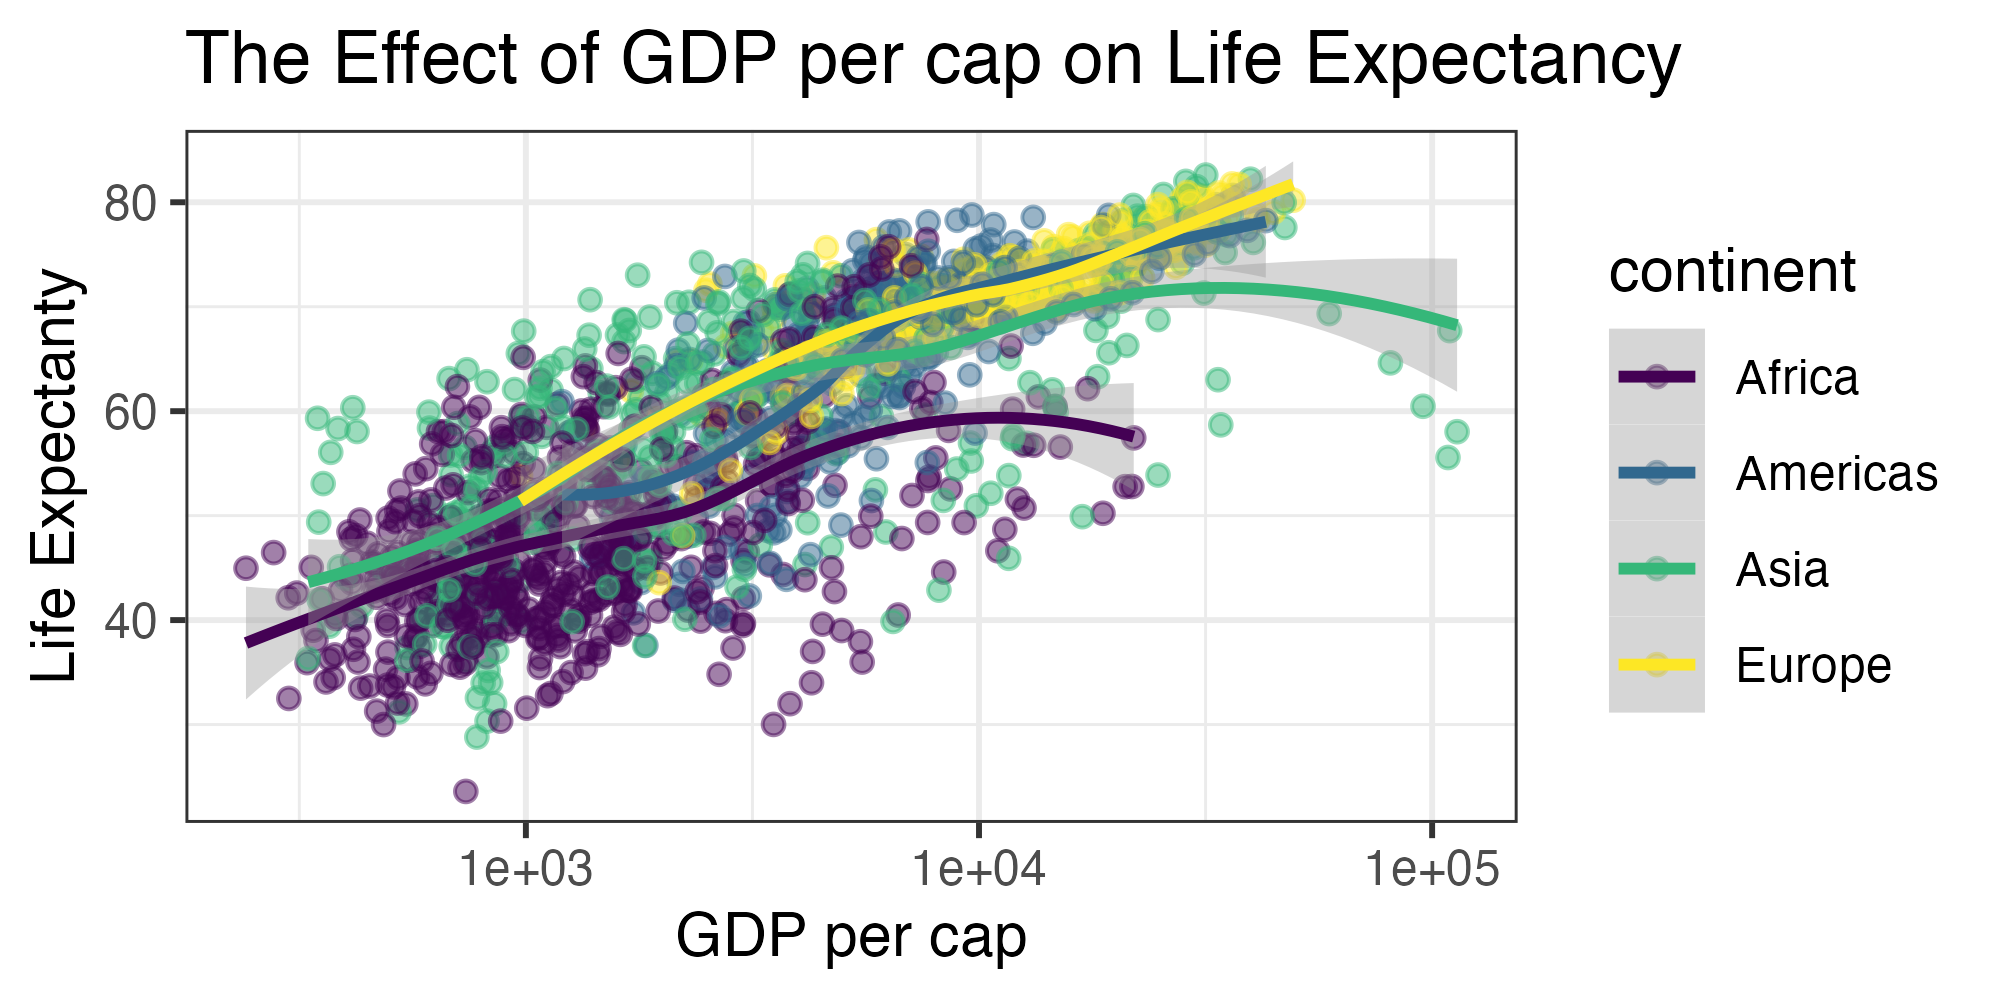 The Effect of GDP per cap on Life Expectancy
Life Expectanty
80
60
40
1e+03
1e+04
1e+05
GDP per cap
continent
Africa
Americas
Asia
Europe